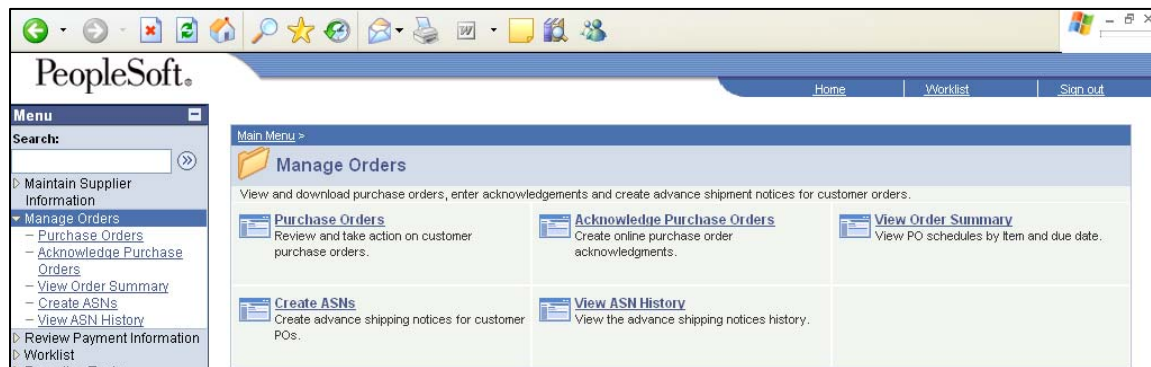 PeopleSoft.
Home
Worklist
Sign out
Menu
Search:
Maintain Supplier
Information
Manage Orders
Purchase Orders
Acknowledge Purchase
Orders
View Order Summary
Create ASNs
View ASN History
Review Payment Information
Worklist
Main Menu >
Manage Orders
View and download purchase orders, enter acknowledgements and create advance shipment notices for customer orders.
Purchase Orders
Review and take action on customer
purchase orders.
Acknowledge Purchase Orders
Create online purchase order
acknowledgments.
View Order Summary
View PO schedules by Item and due date.
Create ASNs
Create advance shipping notices for customer
POs.
View ASN History
View the advance shipping notices history.